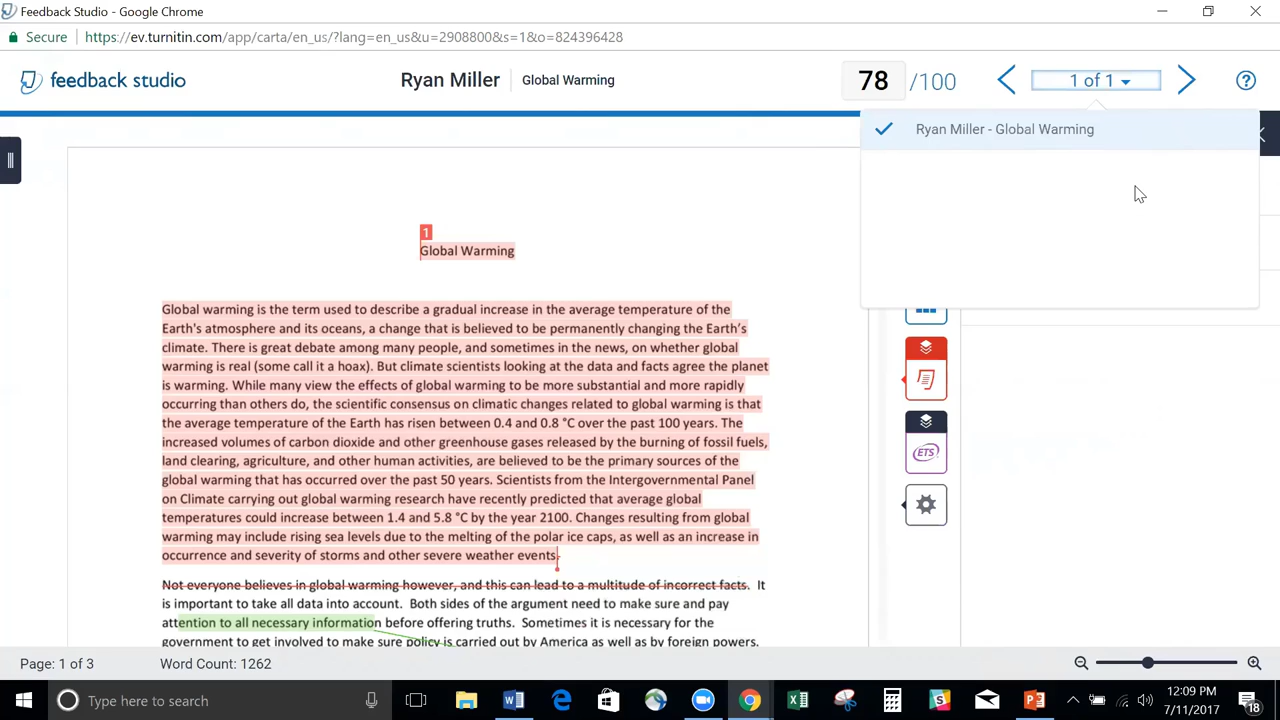 Feedback Studio - Google Chrome
Secure https://ev.turnitin.com/app/carta/en_us/?lang=en_us&u=2908800&s=1&o=824396428
feedback studio
Ryan Miller
Global Warming
78 /100
1 of 1
Ryan Miller - Global Warming
1
Global Warming
Global warming is the term used to describe a gradual increase in the average temperature of the
Earth's atmosphere and its oceans, a change that is believed to be permanently changing the Earth's
climate. There is great debate among many people, and sometimes in the news, on whether global
warming is real (some call it a hoax). But climate scientists looking at the data and facts agree the planet
is warming. While many view the effects of global warming to be more substantial and more rapidly
occurring than others do, the scientific consensus on climatic changes related to global warming is that
the average temperature of the Earth has risen between 0.4 and 0.8 °C over the past 100 years. The
increased volumes of carbon dioxide and other greenhouse gases released by the burning of fossil fuels,
land clearing, agriculture, and other human activities, are believed to be the primary sources of the
global warming that has occurred over the past 50 years. Scientists from the Intergovernmental Panel
on Climate carrying out global warming research have recently predicted that average global
temperatures could increase between 1.4 and 5.8 °C by the year 2100. Changes resulting from global
warming may include rising sea levels due to the melting of the polar ice caps, as well as an increase in
occurrence and severity of storms and other severe weather events.
Not everyone believes in global warming however, and this can lead to a multitude of incorrect facts. It
is important to take all data into account. Both sides of the argument need to make sure and pay
attention to all necessary information before offering truths. Sometimes it is necessary for the
government to get involved to make sure policy is carried out by America as well as by foreign powers.
ETS
Page: 1 of 3
Word Count: 1262
Type here to search
12:09 PM
7/11/2017
18